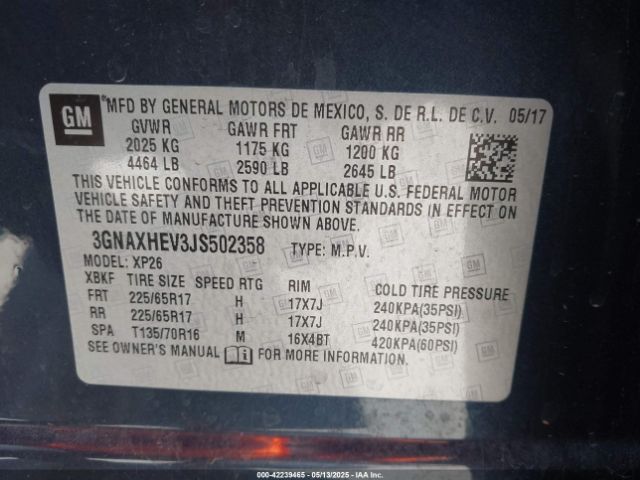 GM MFD BY GENERAL MOTORS DE MEXICO, S. DE R.L. DE C.V. 05/17
GVWR GAWR FRT GAWR RR
2025 KG 1175 KG 1200 KG
4464 LB 2590 LB 2645 LB
THIS VEHICLE CONFORMS TO ALL APPLICABLE U.S. FEDERAL MOTOR
VEHICLE SAFETY AND THEFT PREVENTION STANDARDS IN EFFECT ON
THE DATE OF MANUFACTURE SHOWN ABOVE.
3GNAXHEV3JS502358 TYPE: M.P.V.
MODEL: XP26
XBKF TIRE SIZE SPEED RTG RIM COLD TIRE PRESSURE
FRT 225/65R17 H 17X7J 240KPA(35PSI)
RR 225/65R17 H 17X7J 240KPA(35PSI)
SPA T135/70R16 M 16X4BT 420KPA(60PSI)
SEE OWNER'S MANUAL FOR MORE INFORMATION.
000-42239465 - 05/13/2025 - IAA Inc.